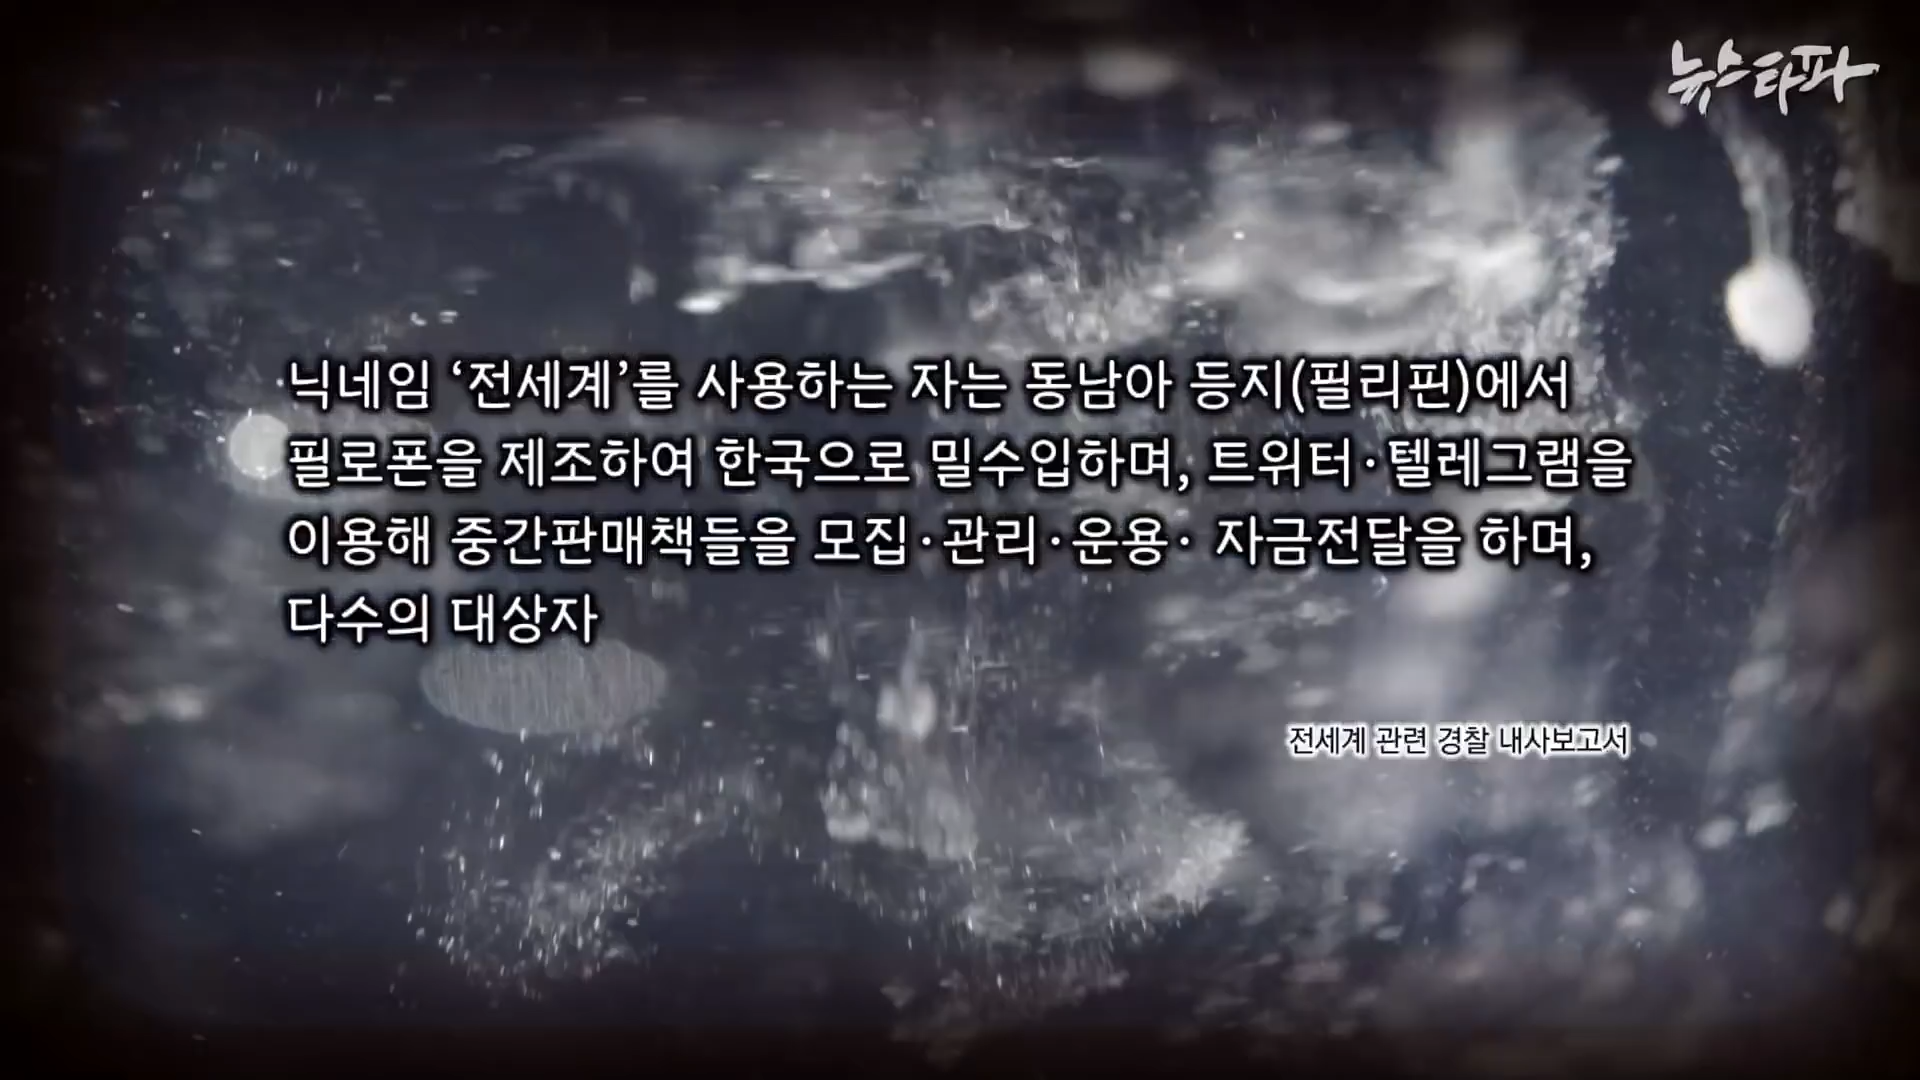 뉴스타파
닉네임 ‘전세계’를 사용하는 자는 동남아 등지(필리핀)에서
필로폰을 제조하여 한국으로 밀수입하며, 트위터·텔레그램을
이용해 중간판매책들을 모집·관리·운용· 자금전달을 하며,
다수의 대상자
전세계 관련 경찰 내사보고서